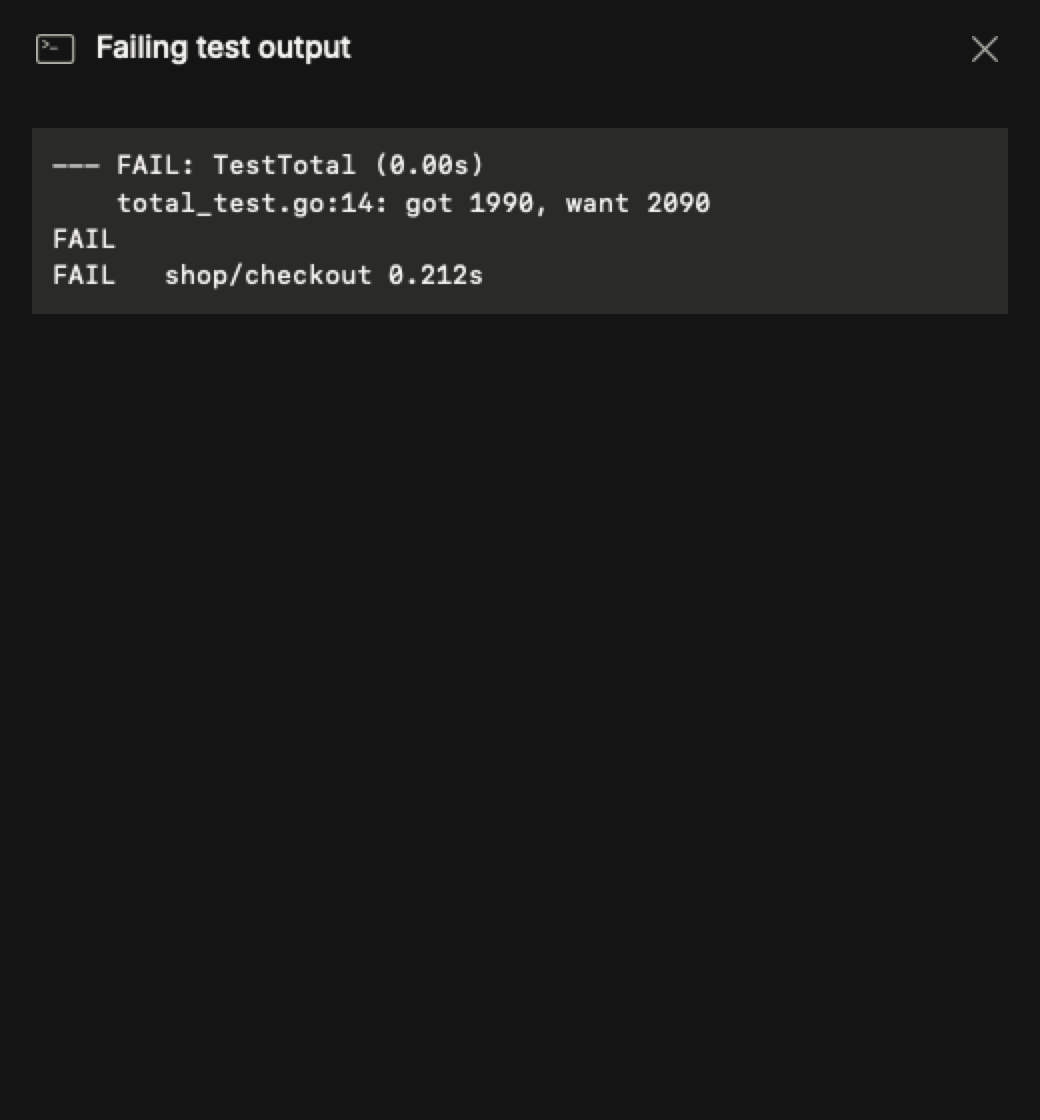 Failing test output
--- FAIL: TestTotal (0.00s)
    total_test.go:14: got 1990, want 2090
FAIL
FAIL   shop/checkout 0.212s